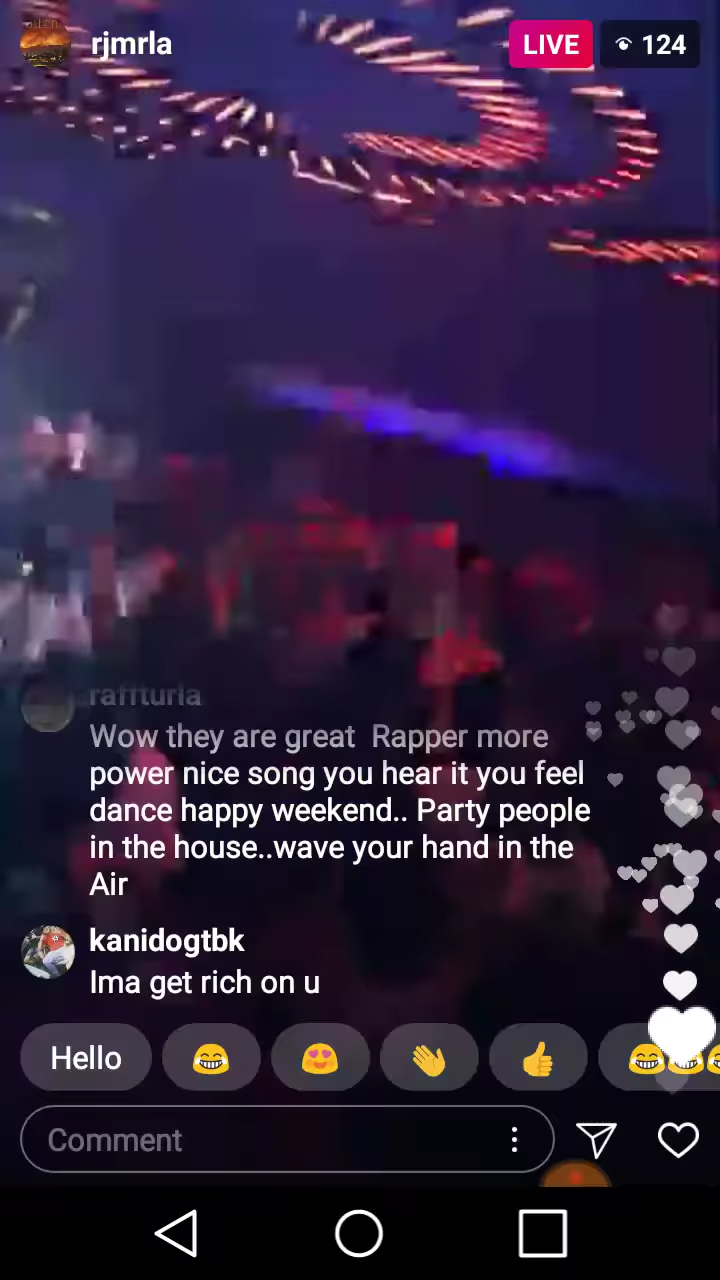 rjmrla
LIVE
124
raffturla
Wow they are great  Rapper more
power nice song you hear it you feel
dance happy weekend.. Party people
in the house..wave your hand in the
Air
kanidogtbk
Ima get rich on u
Hello
Comment